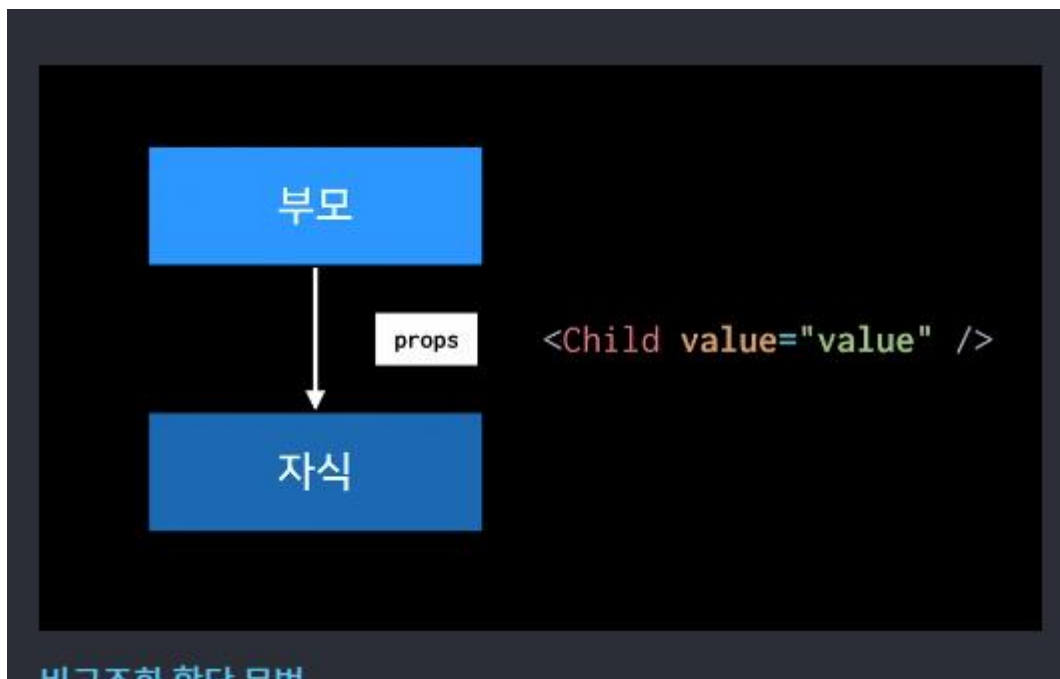 부모
props
<Child value="value" />
자식